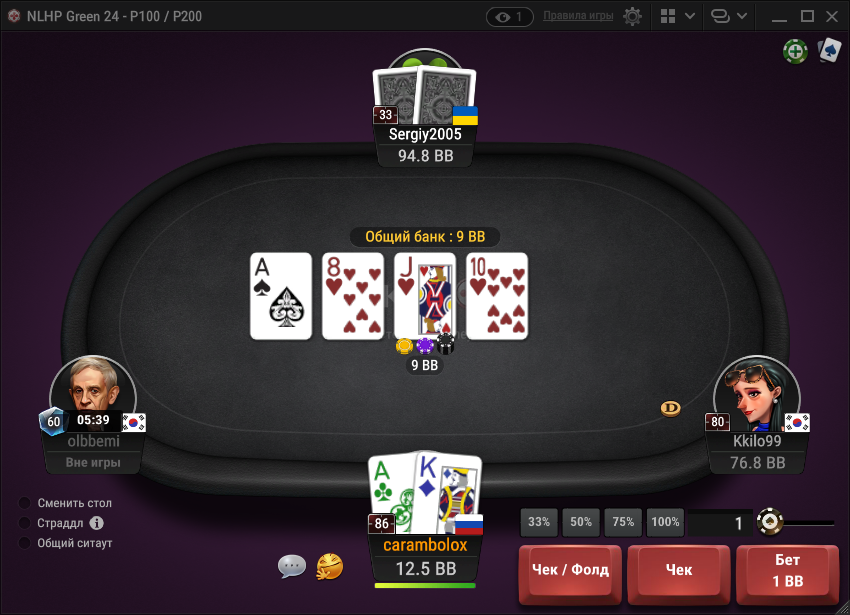 NLHP Green 24 - P100 / P200
1
Правила игры
33
Sergiy2005
94.8 BB
Общий банк : 9 BB
A
8
J
10
9 BB
D
60
05:39
olbbemi
Вне игры
80
Kkilo99
76.8 BB
A
K
86
carambolox
12.5 BB
Сменить стол
Страддл i
Общий ситаут
33%
50%
75%
100%
1
Чек / Фолд
Чек
Бет
1 BB